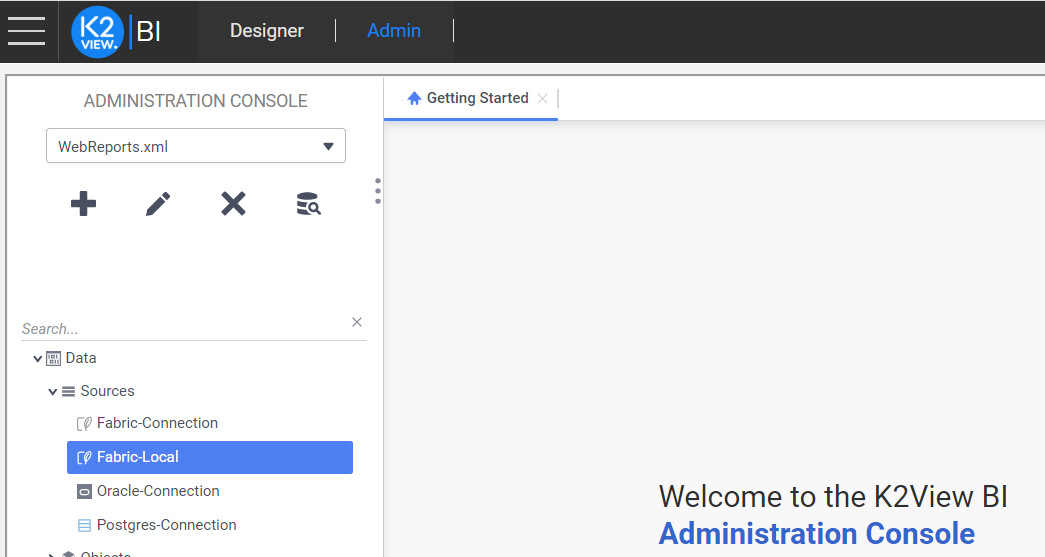 K2 VIEW. BI Designer Admin
ADMINISTRATION CONSOLE
Getting Started
WebReports.xml
Search...
Data
Sources
Fabric-Connection
Fabric-Local
Oracle-Connection
Postgres-Connection
Objects
Welcome to the K2View BI
Administration Console